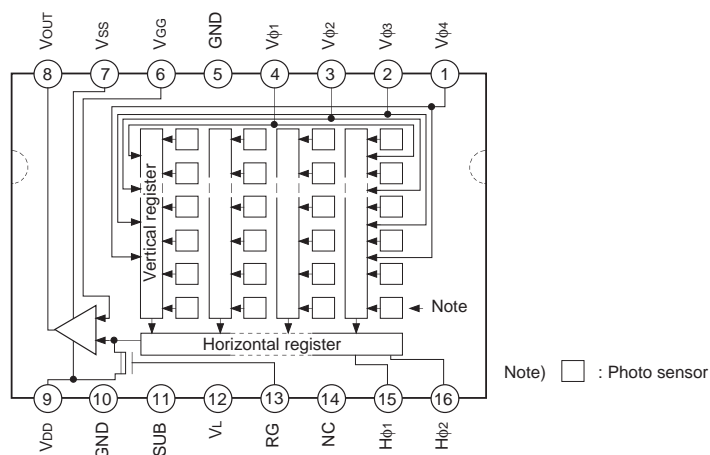 VOUT
VSS
VGG
GND
Vϕ1
Vϕ2
Vϕ3
Vϕ4
8
7
6
5
4
3
2
1
Vertical register
Note
Horizontal register
Note) : Photo sensor
9
10
11
12
13
14
15
16
VDD
GND
SUB
VL
RG
NC
Hϕ1
Hϕ2